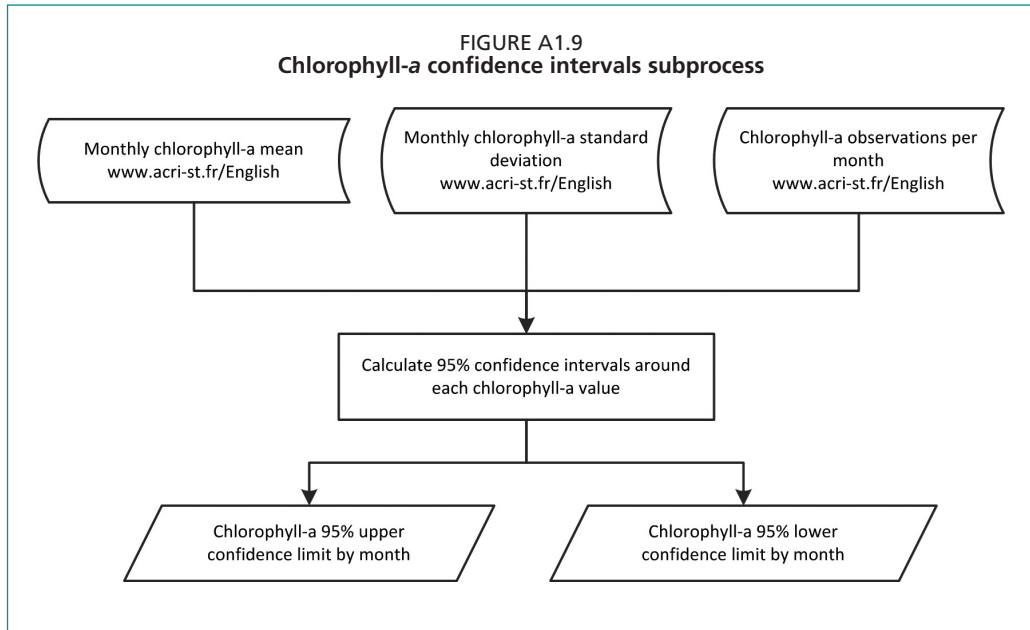 FIGURE A1.9
Chlorophyll-a confidence intervals subprocess
Monthly chlorophyll-a mean
www.acri-st.fr/English
Monthly chlorophyll-a standard
deviation
www.acri-st.fr/English
Chlorophyll-a observations per
month
www.acri-st.fr/English
Calculate 95% confidence intervals around
each chlorophyll-a value
Chlorophyll-a 95% upper
confidence limit by month
Chlorophyll-a 95% lower
confidence limit by month